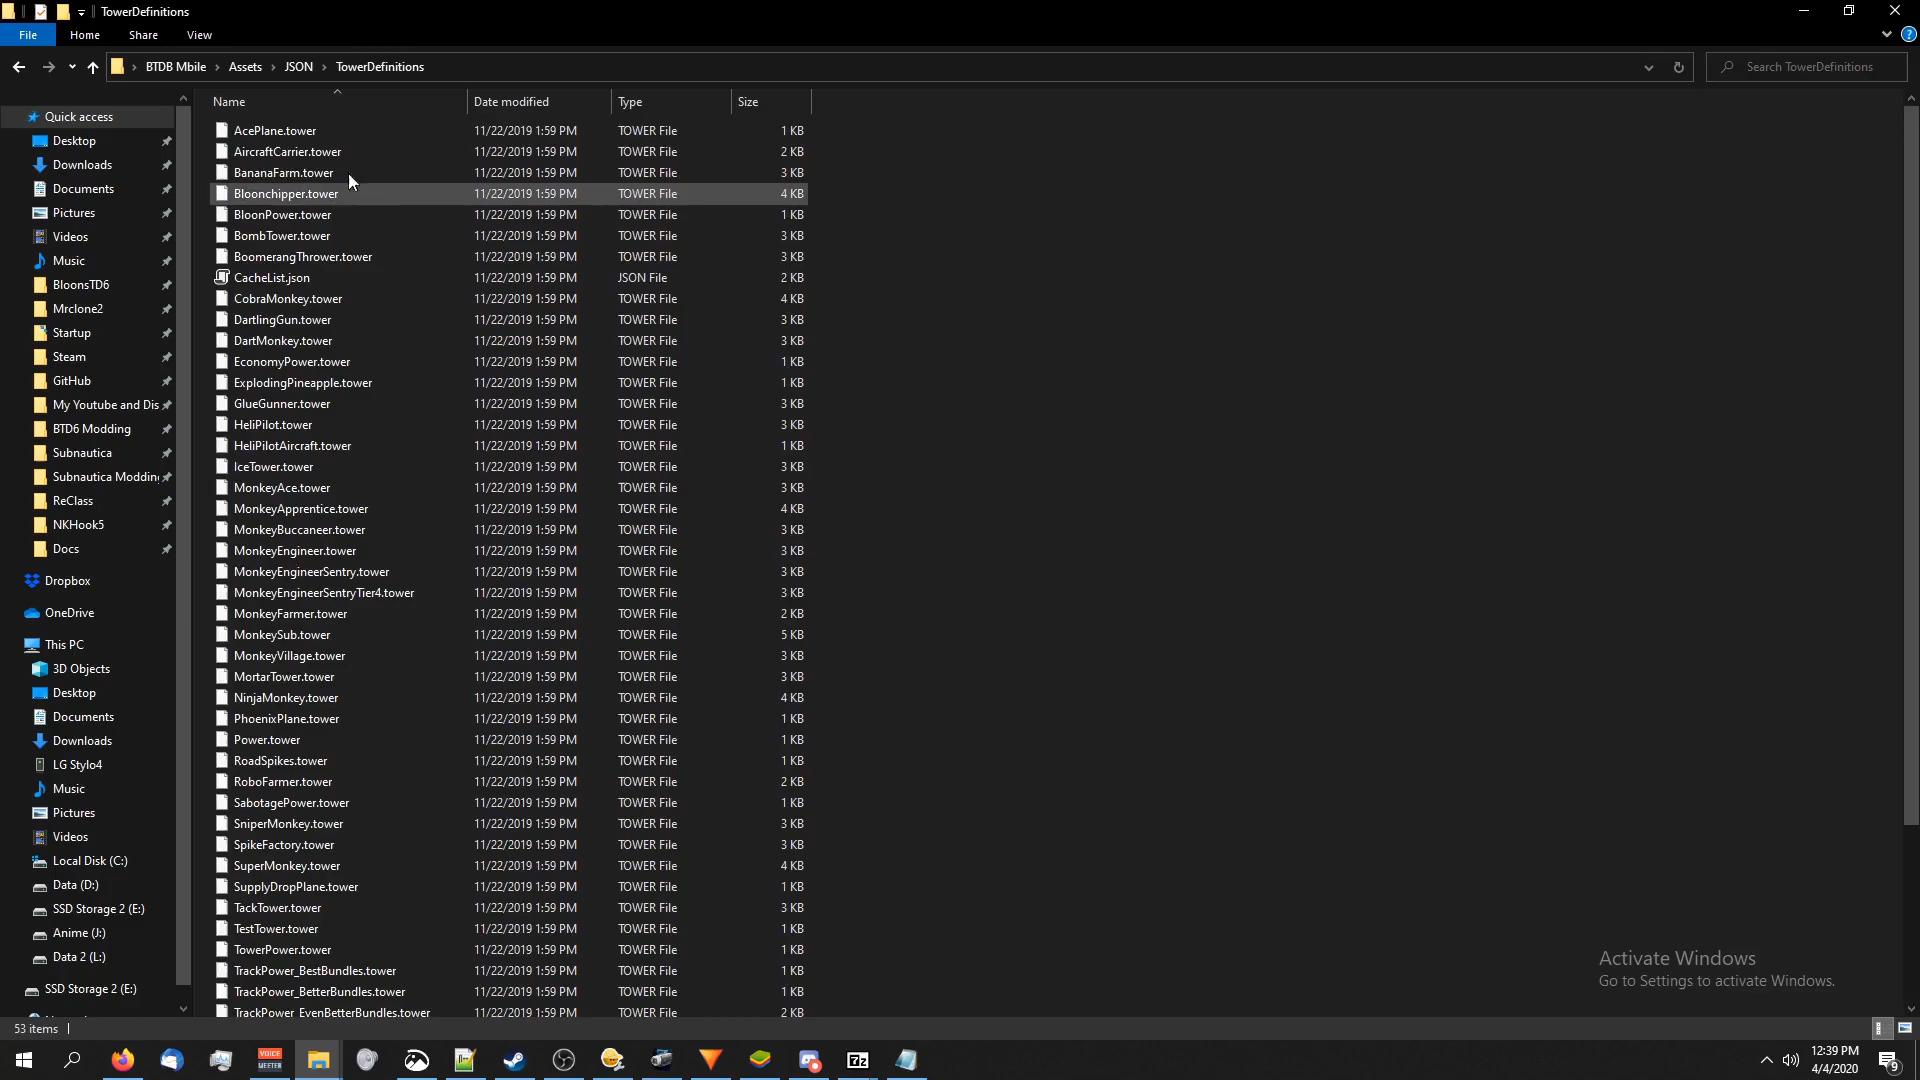 TowerDefinitions
File Home Share View
BTDB Mbile Assets JSON TowerDefinitions
Search TowerDefinitions
Name Date modified Type Size
Quick access
Desktop
Downloads
Documents
Pictures
Videos
Music
BloonsTD6
Mrclone2
Startup
Steam
GitHub
My Youtube and Dis
BTD6 Modding
Subnautica
Subnautica Modding
ReClass
NKHook5
Docs
Dropbox
OneDrive
This PC
3D Objects
Desktop
Documents
Downloads
LG Stylo4
Music
Pictures
Videos
Local Disk (C:)
Data (D:)
SSD Storage 2 (E:)
Anime (J:)
Data 2 (L:)
SSD Storage 2 (E:)
AcePlane.tower 11/22/2019 1:59 PM TOWER File 1 KB
AircraftCarrier.tower 11/22/2019 1:59 PM TOWER File 2 KB
BananaFarm.tower 11/22/2019 1:59 PM TOWER File 3 KB
Bloonchipper.tower 11/22/2019 1:59 PM TOWER File 4 KB
BloonPower.tower 11/22/2019 1:59 PM TOWER File 1 KB
BombTower.tower 11/22/2019 1:59 PM TOWER File 3 KB
BoomerangThrower.tower 11/22/2019 1:59 PM TOWER File 3 KB
CacheList.json 11/22/2019 1:59 PM JSON File 2 KB
CobraMonkey.tower 11/22/2019 1:59 PM TOWER File 4 KB
DartlingGun.tower 11/22/2019 1:59 PM TOWER File 3 KB
DartMonkey.tower 11/22/2019 1:59 PM TOWER File 3 KB
EconomyPower.tower 11/22/2019 1:59 PM TOWER File 1 KB
ExplodingPineapple.tower 11/22/2019 1:59 PM TOWER File 1 KB
GlueGunner.tower 11/22/2019 1:59 PM TOWER File 3 KB
HeliPilot.tower 11/22/2019 1:59 PM TOWER File 3 KB
HeliPilotAircraft.tower 11/22/2019 1:59 PM TOWER File 1 KB
IceTower.tower 11/22/2019 1:59 PM TOWER File 3 KB
MonkeyAce.tower 11/22/2019 1:59 PM TOWER File 3 KB
MonkeyApprentice.tower 11/22/2019 1:59 PM TOWER File 4 KB
MonkeyBuccaneer.tower 11/22/2019 1:59 PM TOWER File 3 KB
MonkeyEngineer.tower 11/22/2019 1:59 PM TOWER File 3 KB
MonkeyEngineerSentry.tower 11/22/2019 1:59 PM TOWER File 3 KB
MonkeyEngineerSentryTier4.tower 11/22/2019 1:59 PM TOWER File 3 KB
MonkeyFarmer.tower 11/22/2019 1:59 PM TOWER File 2 KB
MonkeySub.tower 11/22/2019 1:59 PM TOWER File 5 KB
MonkeyVillage.tower 11/22/2019 1:59 PM TOWER File 3 KB
MortarTower.tower 11/22/2019 1:59 PM TOWER File 3 KB
NinjaMonkey.tower 11/22/2019 1:59 PM TOWER File 4 KB
PhoenixPlane.tower 11/22/2019 1:59 PM TOWER File 1 KB
Power.tower 11/22/2019 1:59 PM TOWER File 1 KB
RoadSpikes.tower 11/22/2019 1:59 PM TOWER File 1 KB
RoboFarmer.tower 11/22/2019 1:59 PM TOWER File 2 KB
SabotagePower.tower 11/22/2019 1:59 PM TOWER File 1 KB
SniperMonkey.tower 11/22/2019 1:59 PM TOWER File 3 KB
SpikeFactory.tower 11/22/2019 1:59 PM TOWER File 3 KB
SuperMonkey.tower 11/22/2019 1:59 PM TOWER File 4 KB
SupplyDropPlane.tower 11/22/2019 1:59 PM TOWER File 1 KB
TackTower.tower 11/22/2019 1:59 PM TOWER File 3 KB
TestTower.tower 11/22/2019 1:59 PM TOWER File 1 KB
TowerPower.tower 11/22/2019 1:59 PM TOWER File 1 KB
TrackPower_BestBundles.tower 11/22/2019 1:59 PM TOWER File 1 KB
TrackPower_BetterBundles.tower 11/22/2019 1:59 PM TOWER File 1 KB
TrackPower_EvenBetterBundles.tower 11/22/2019 1:59 PM TOWER File 2 KB
Activate Windows
Go to Settings to activate Windows.
53 items
VOICE
MEETER
7z
12:39 PM
4/4/2020
9